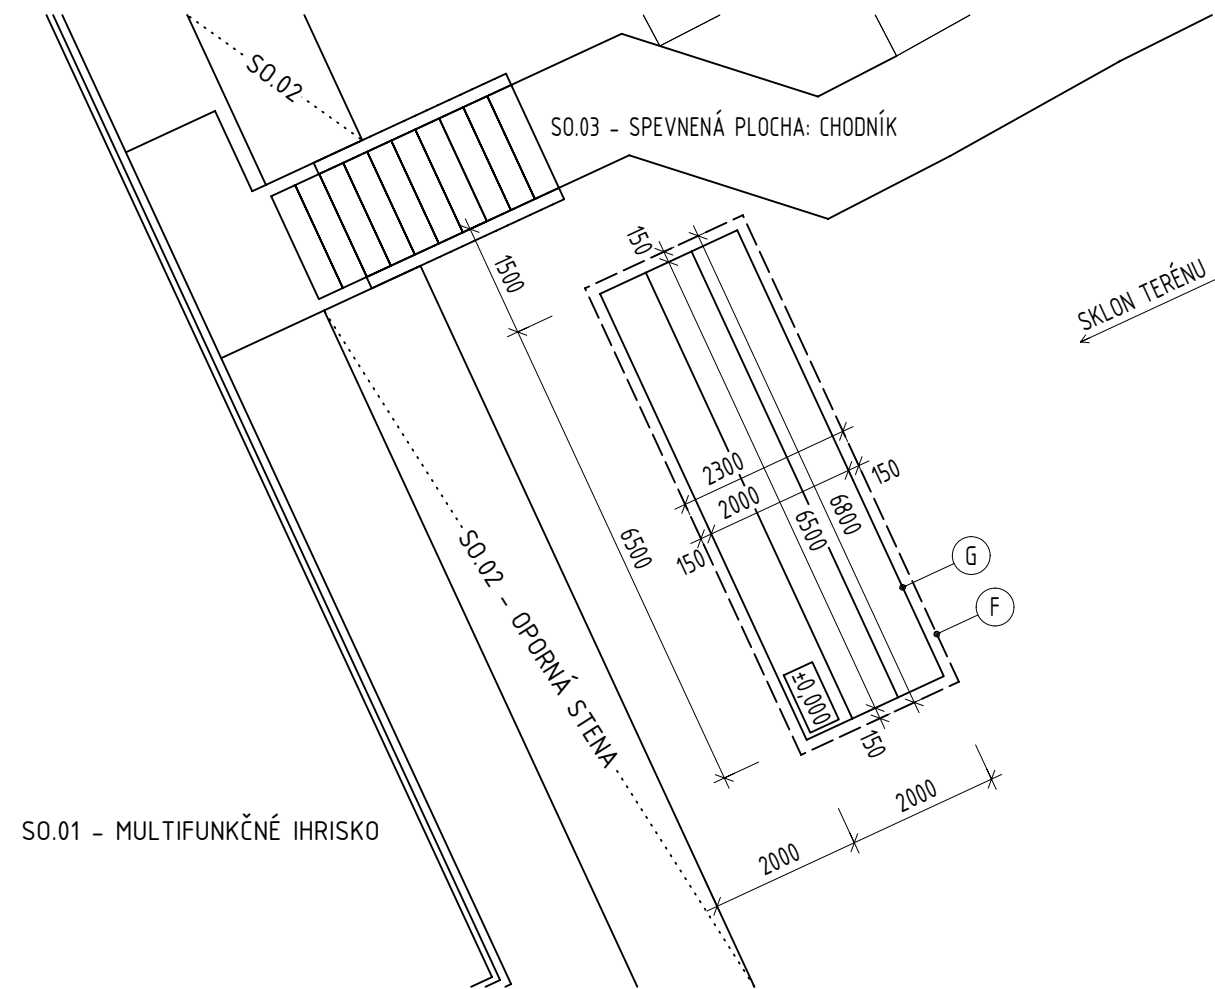 SO.02
SO.03 - SPEVNENÁ PLOCHA: CHODNÍK
150
1500
SKLON TERÉNU
2300
2000
150
6500
6500
6800
150
G
F
SO.02 - OPORNÁ STENA
±0,000
150
2000
2000
SO.01 - MULTIFUNKČNÉ IHRISKO